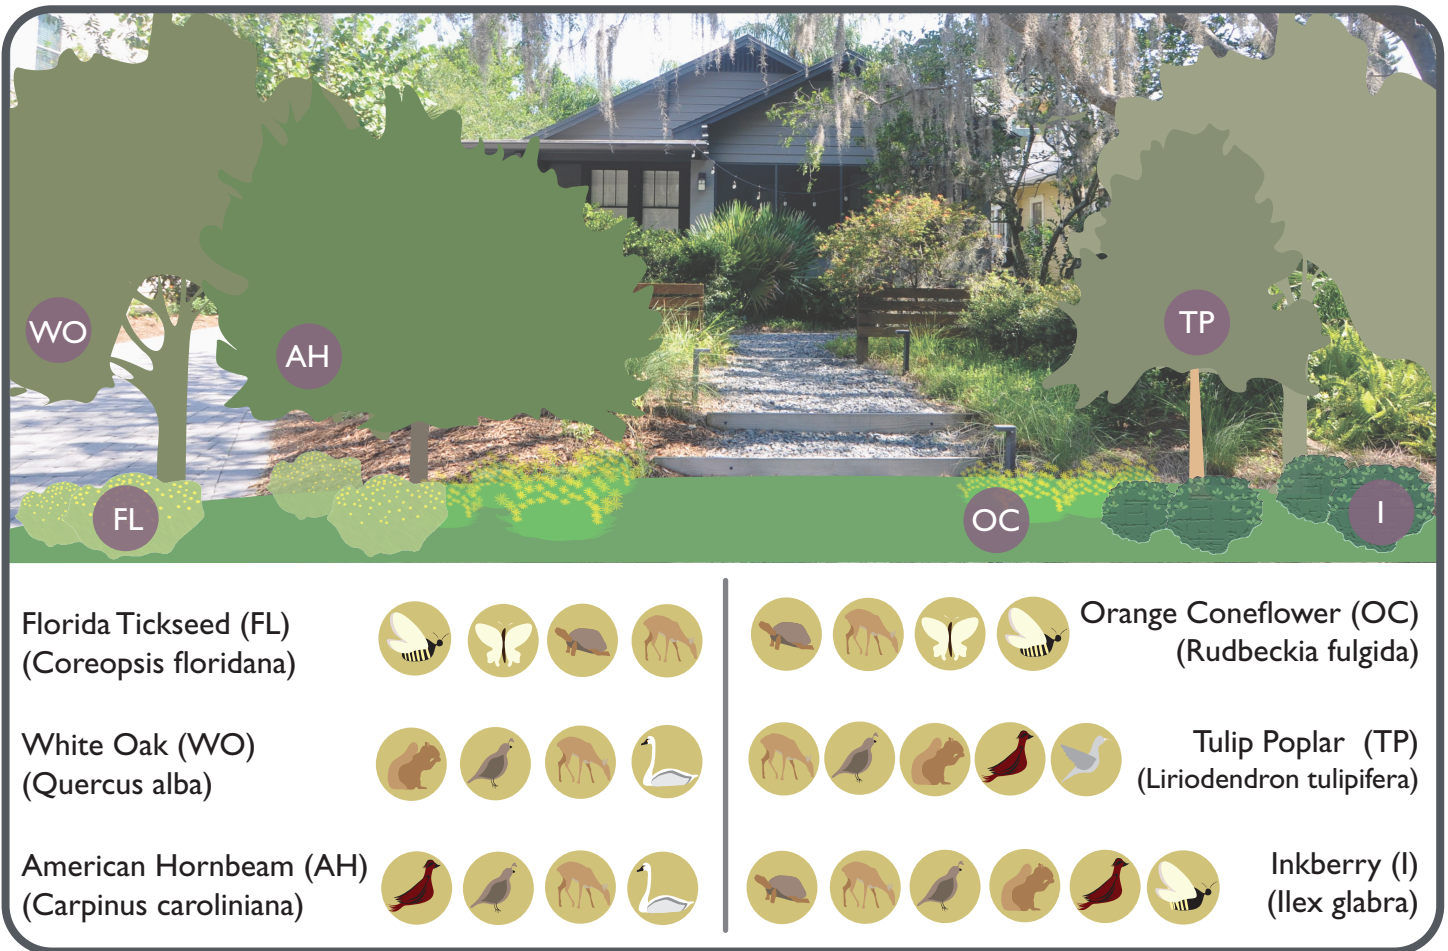 WO
AH
TP
FL
OC
I
Florida Tickseed (FL)
(Coreopsis floridana)
White Oak (WO)
(Quercus alba)
American Hornbeam (AH)
(Carpinus caroliniana)
Orange Coneflower (OC)
(Rudbeckia fulgida)
Tulip Poplar (TP)
(Liriodendron tulipifera)
Inkberry (I)
(Ilex glabra)